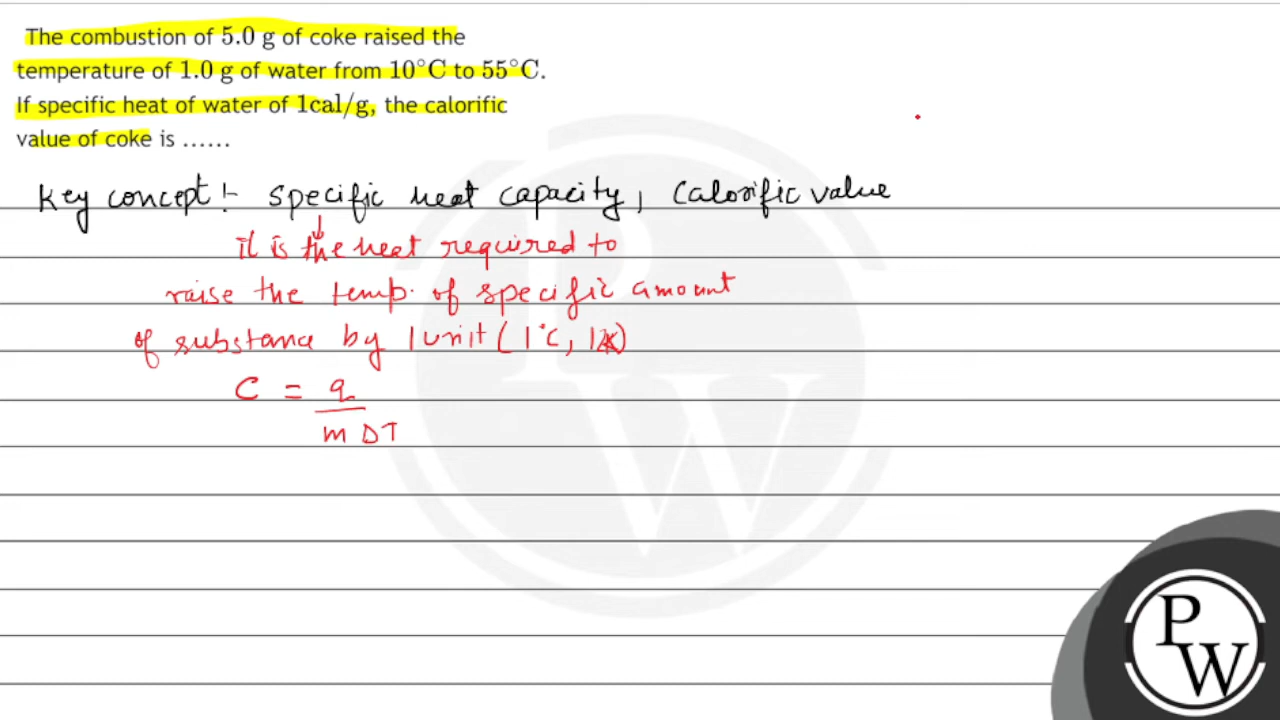 The combustion of 5.0 g of coke raised the
temperature of 1.0 g of water from 10°C to 55°C.
If specific heat of water of 1cal/g, the calorific
value of coke is ......
Key concept :- specific heat capacity, Calorific value
it is the heat required to
raise the temp. of specific amount
of substance by 1 unit (1°C, 1K)
C = q
m ΔT
P
W